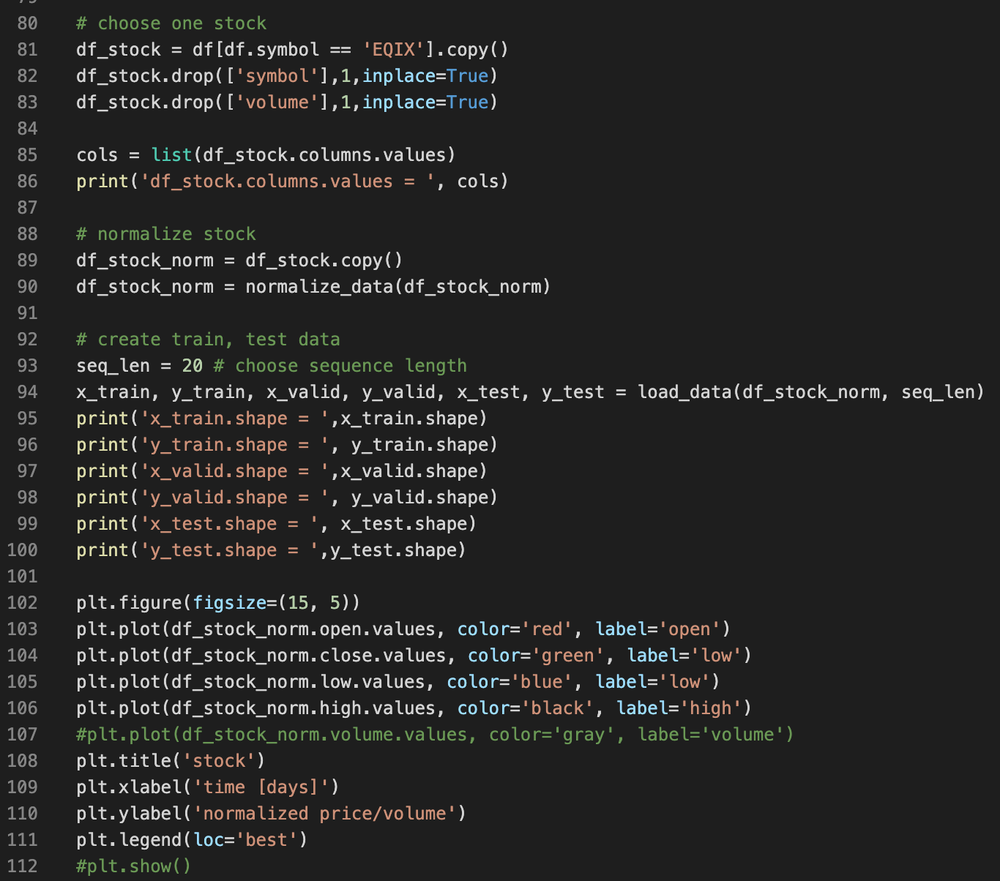 80 # choose one stock
81 df_stock = df[df.symbol == 'EQIX'].copy()
82 df_stock.drop(['symbol'],1,inplace=True)
83 df_stock.drop(['volume'],1,inplace=True)
84
85 cols = list(df_stock.columns.values)
86 print('df_stock.columns.values = ', cols)
87
88 # normalize stock
89 df_stock_norm = df_stock.copy()
90 df_stock_norm = normalize_data(df_stock_norm)
91
92 # create train, test data
93 seq_len = 20 # choose sequence length
94 x_train, y_train, x_valid, y_valid, x_test, y_test = load_data(df_stock_norm, seq_len)
95 print('x_train.shape = ',x_train.shape)
96 print('y_train.shape = ', y_train.shape)
97 print('x_valid.shape = ',x_valid.shape)
98 print('y_valid.shape = ', y_valid.shape)
99 print('x_test.shape = ', x_test.shape)
100 print('y_test.shape = ',y_test.shape)
101
102 plt.figure(figsize=(15, 5))
103 plt.plot(df_stock_norm.open.values, color='red', label='open')
104 plt.plot(df_stock_norm.close.values, color='green', label='low')
105 plt.plot(df_stock_norm.low.values, color='blue', label='low')
106 plt.plot(df_stock_norm.high.values, color='black', label='high')
107 #plt.plot(df_stock_norm.volume.values, color='gray', label='volume')
108 plt.title('stock')
109 plt.xlabel('time [days]')
110 plt.ylabel('normalized price/volume')
111 plt.legend(loc='best')
112 #plt.show()